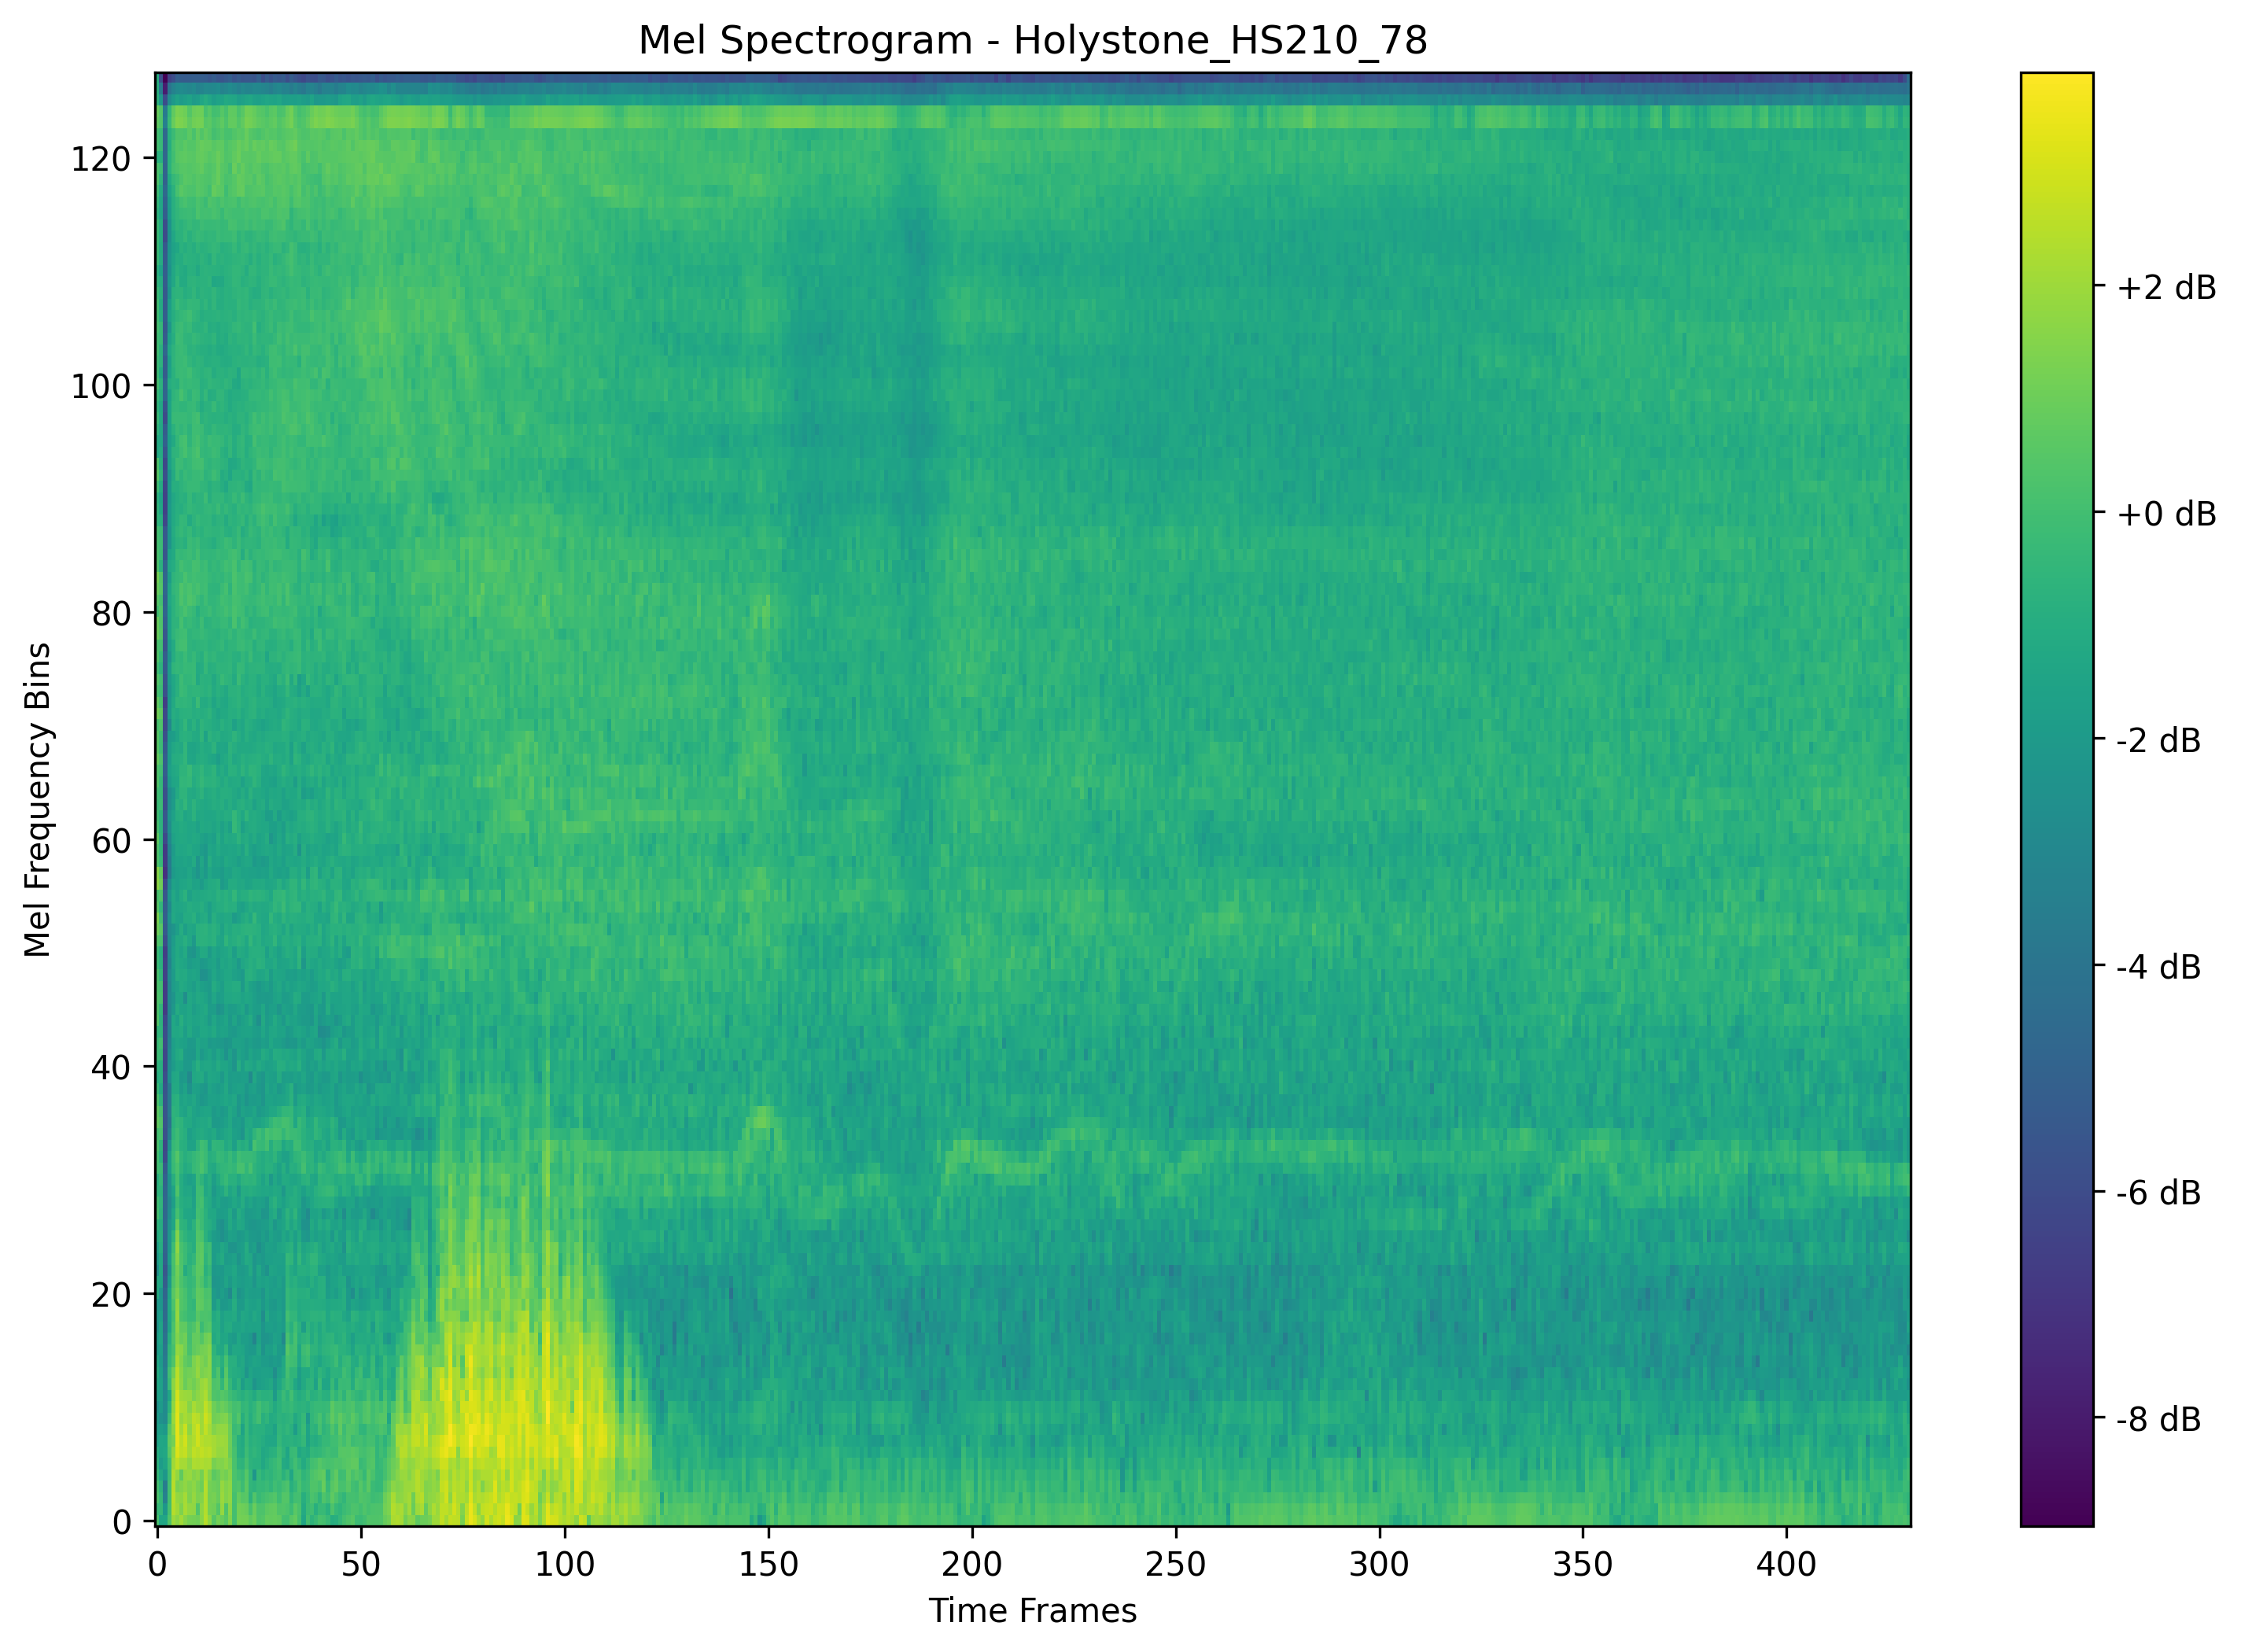 Mel Spectrogram - Holystone_HS210_78
Mel Frequency Bins
120
100
80
60
40
20
0
0 50 100 150 200 250 300 350 400
Time Frames
+2 dB
+0 dB
-2 dB
-4 dB
-6 dB
-8 dB